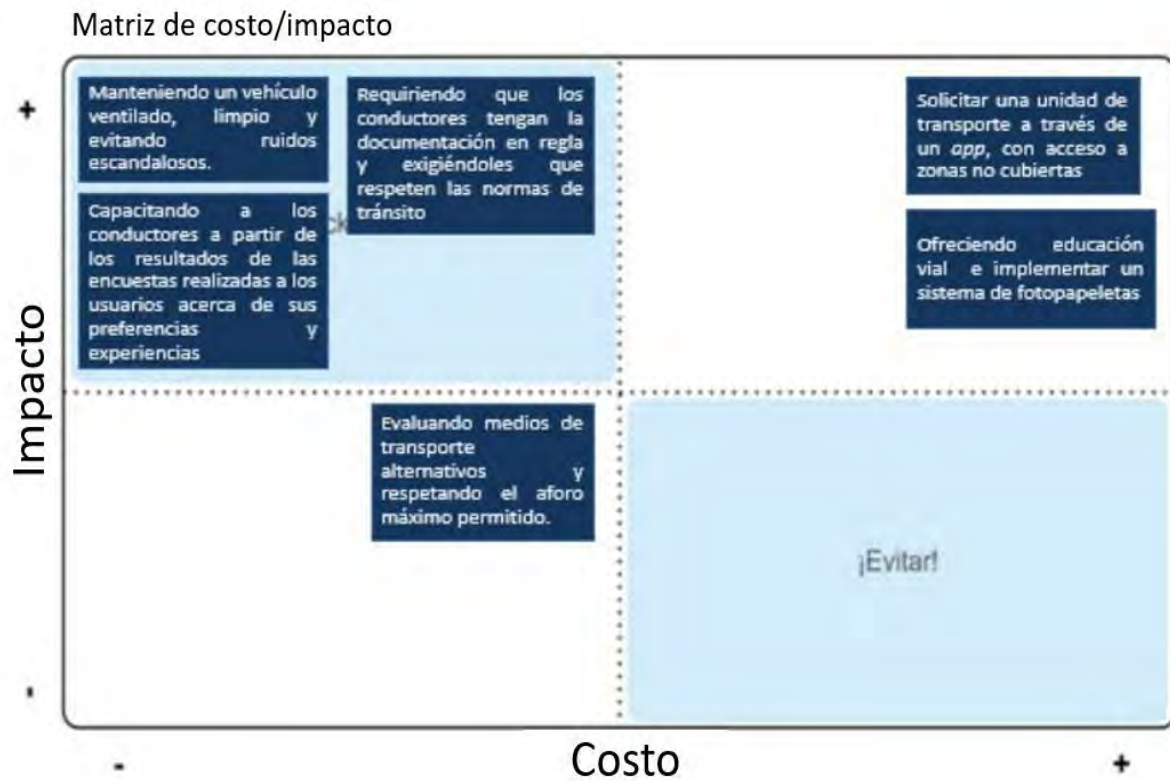 Matriz de costo/impacto
+
Manteniendo un vehículo
ventilado, limpio y
evitando ruidos
escandalosos.
Requiriendo que los
conductores tengan la
documentación en regla
y exigiéndoles que
respeten las normas de
tránsito
Capacitando a los
conductores a partir de
los resultados de las
encuestas realizadas a los
usuarios acerca de sus
preferencias y
experiencias
Solicitar una unidad de
transporte a través de
un app, con acceso a
zonas no cubiertas
Ofreciendo educación
vial e implementar un
sistema de fotopapeletas
Impacto
Evaluando medios de
transporte
alternativos y
respetando el aforo
máximo permitido.
¡Evitar!
-
-
Costo
+